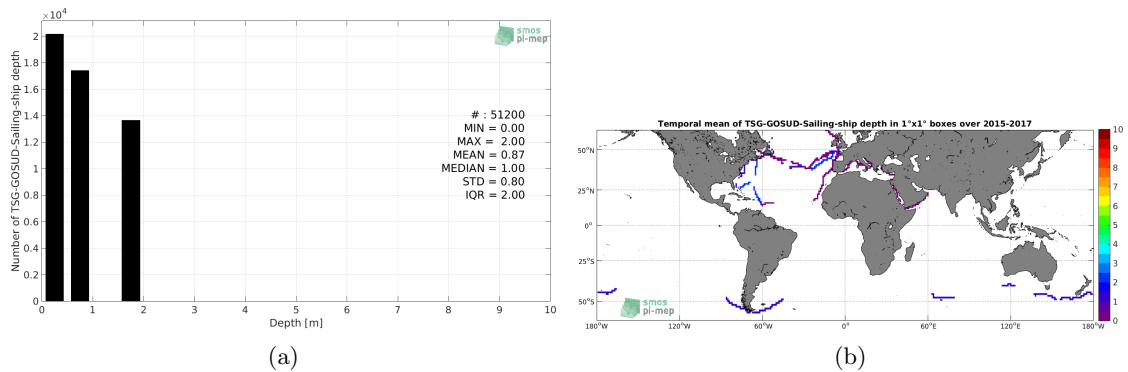 ×10⁴
2
1.8
1.6
1.4
1.2
1
0.8
0.6
0.4
0.2
0
Number of TSG-GOSUD-Sailing-ship depth
smos
pi-mep
# : 51200
MIN = 0.00
MAX = 2.00
MEAN = 0.87
MEDIAN = 1.00
STD = 0.80
IQR = 2.00
0 1 2 3 4 5 6 7 8 9 10
Depth [m]
(a)
Temporal mean of TSG-GOSUD-Sailing-ship depth in 1°x1° boxes over 2015-2017
50°N
25°N
0°
25°S
50°S
smos
pi-mep
180°W 120°W 60°W 0° 60°E 120°E 180°W
10
9
8
7
6
5
4
3
2
1
0
(b)